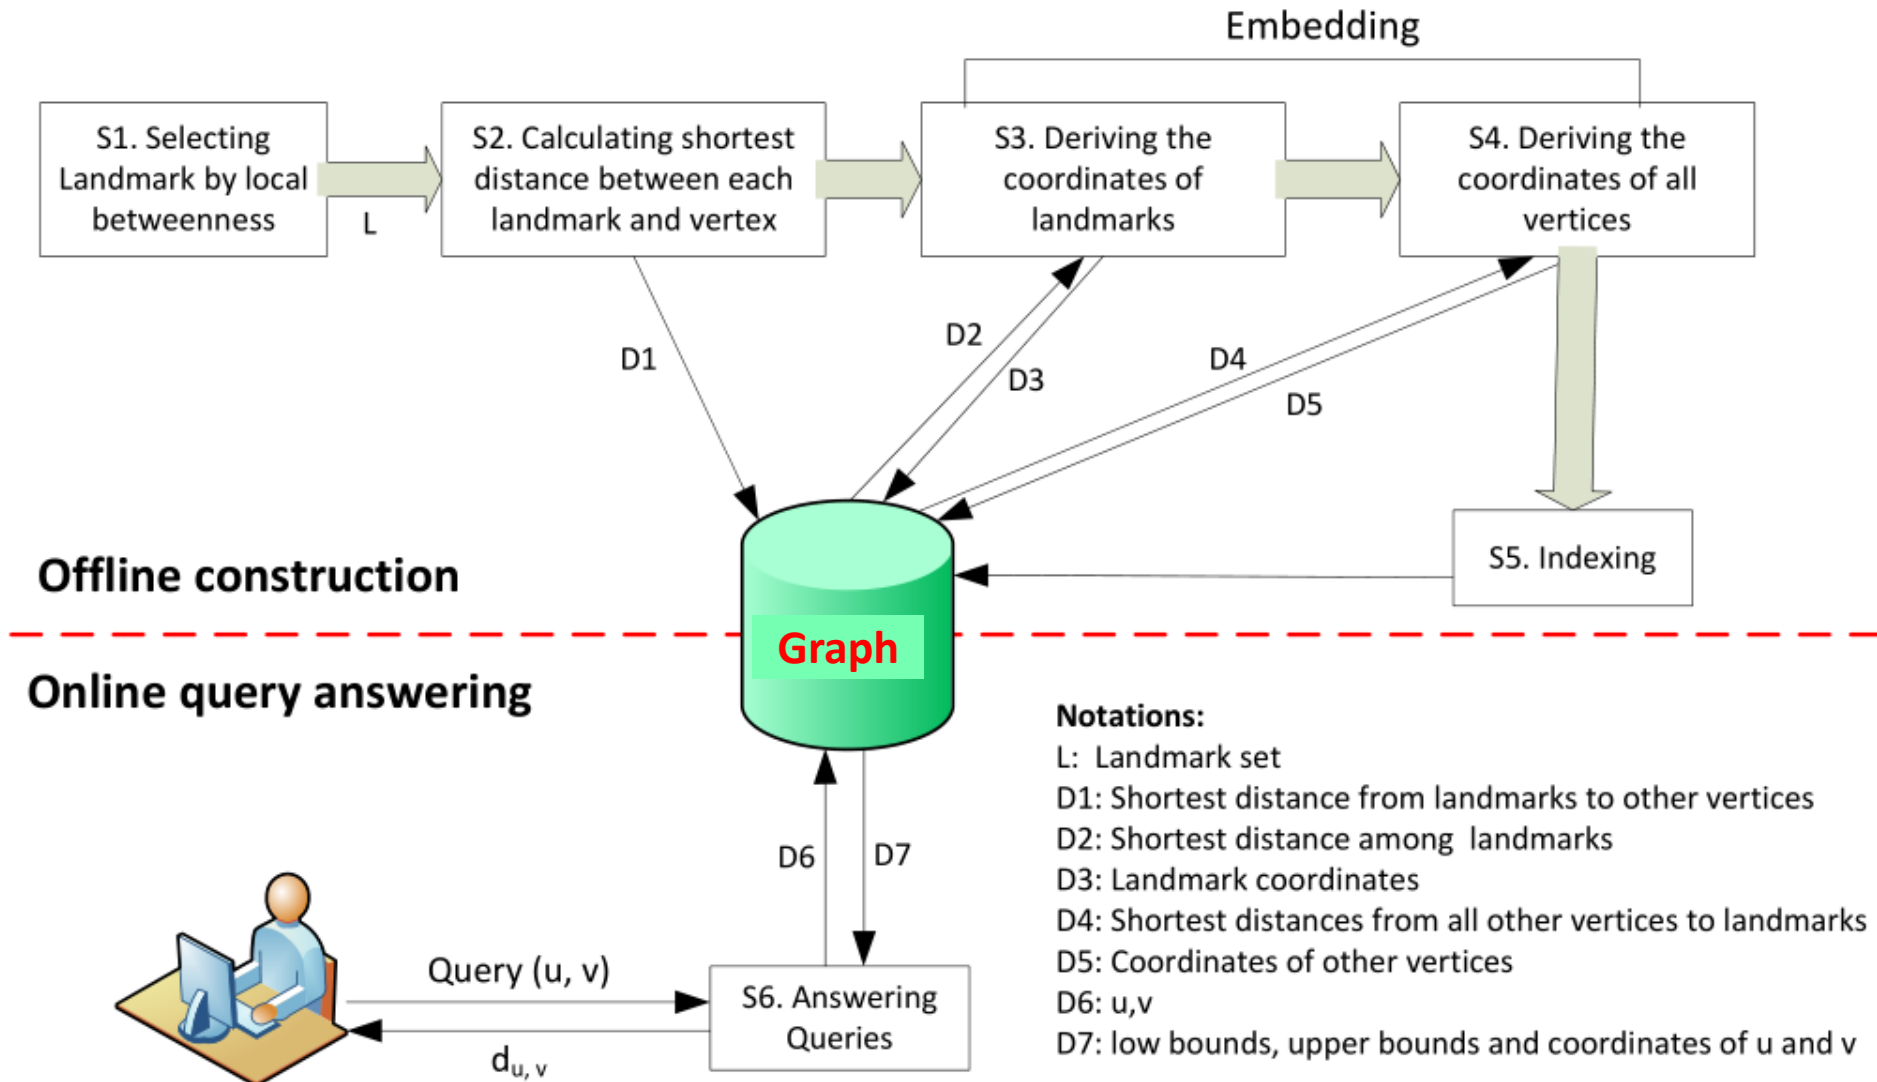 Embedding
S1. Selecting
Landmark by local
betweenness
L
S2. Calculating shortest
distance between each
landmark and vertex
S3. Deriving the
coordinates of
landmarks
S4. Deriving the
coordinates of all
vertices
D1
D2
D3
D4
D5
S5. Indexing
Offline construction
Graph
Online query answering
D6
D7
Query (u, v)
d_{u, v}
S6. Answering
Queries
Notations:
L: Landmark set
D1: Shortest distance from landmarks to other vertices
D2: Shortest distance among landmarks
D3: Landmark coordinates
D4: Shortest distances from all other vertices to landmarks
D5: Coordinates of other vertices
D6: u,v
D7: low bounds, upper bounds and coordinates of u and v